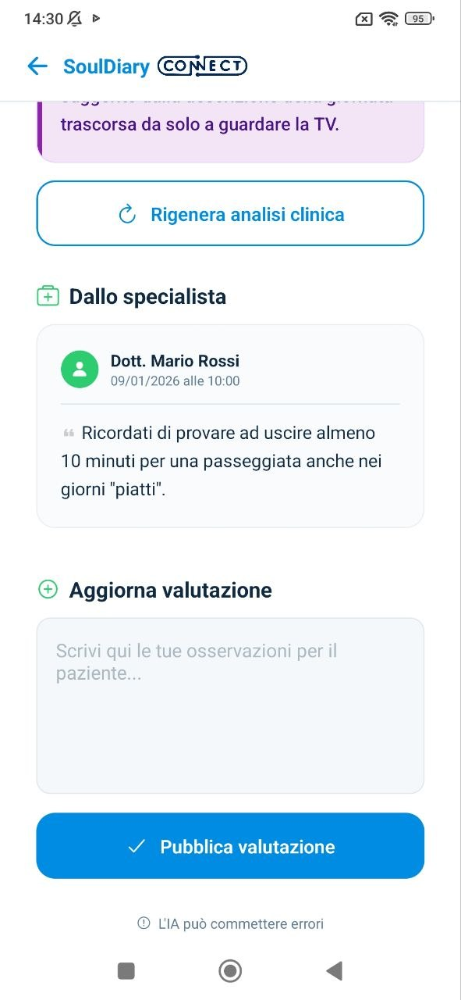 14:30
95
SoulDiary CONNECT
trascorsa da solo a guardare la TV.
Rigenera analisi clinica
Dallo specialista
Dott. Mario Rossi
09/01/2026 alle 10:00
❝ Ricordati di provare ad uscire almeno
10 minuti per una passeggiata anche nei
giorni "piatti".
Aggiorna valutazione
Scrivi qui le tue osservazioni per il
paziente...
Pubblica valutazione
L'IA può commettere errori